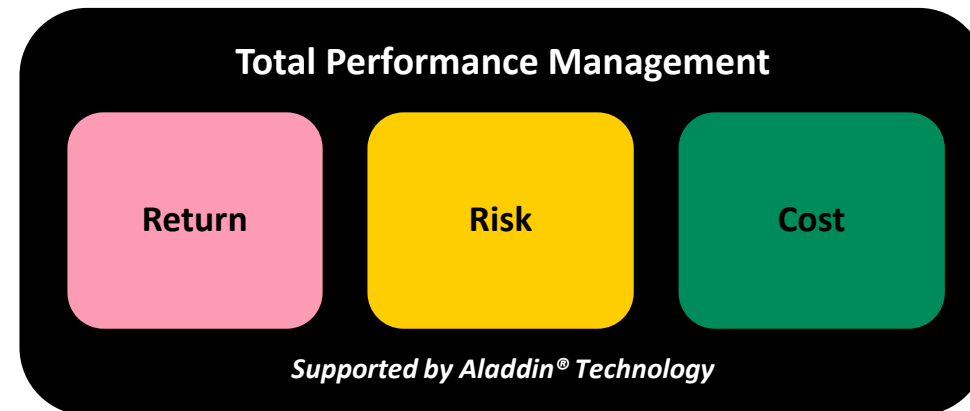 Total Performance Management
Return
Risk
Cost
Supported by Aladdin® Technology